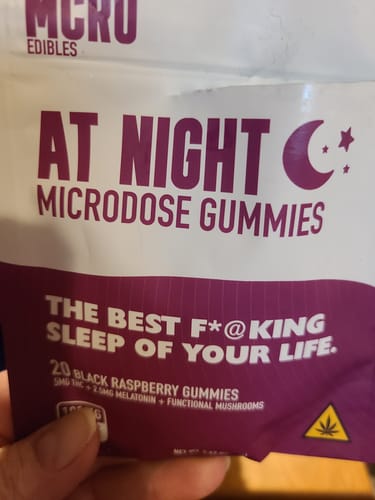 MCRO
EDIBLES
AT NIGHT
MICRODOSE GUMMIES
THE BEST F*@KING
SLEEP OF YOUR LIFE.
20 BLACK RASPBERRY GUMMIES
5MG THC + 2.5MG MELATONIN + FUNCTIONAL MUSHROOMS